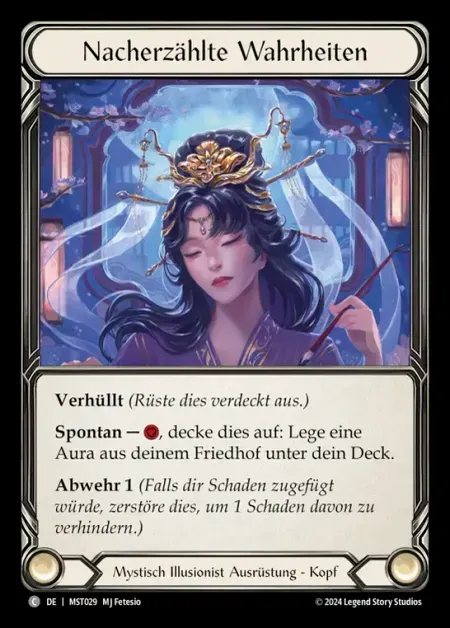 Nacherzählte Wahrheiten
Verhüllt (Rüste dies verdeckt aus.)
Spontan — , decke dies auf: Lege eine
Aura aus deinem Friedhof unter dein Deck.
Abwehr 1 (Falls dir Schaden zugefügt
würde, zerstöre dies, um 1 Schaden davon zu
verhindern.)
Mystisch Illusionist Ausrüstung - Kopf
C DE | MST029 MJ Fetesio
© 2024 Legend Story Studios